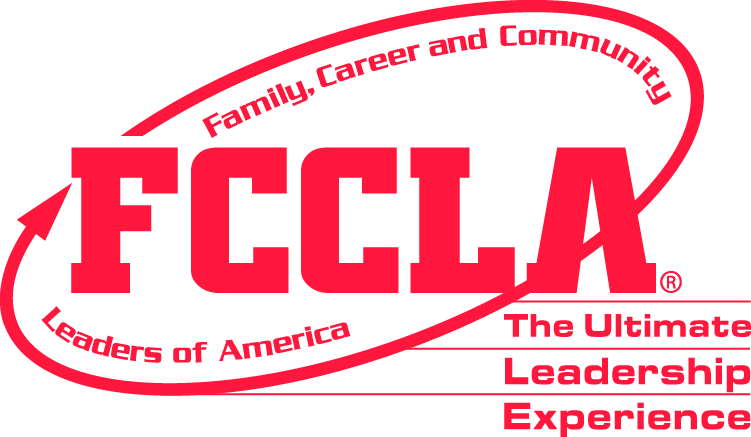 Family, Career and Community
FCCLA®
Leaders of America
The Ultimate
Leadership
Experience